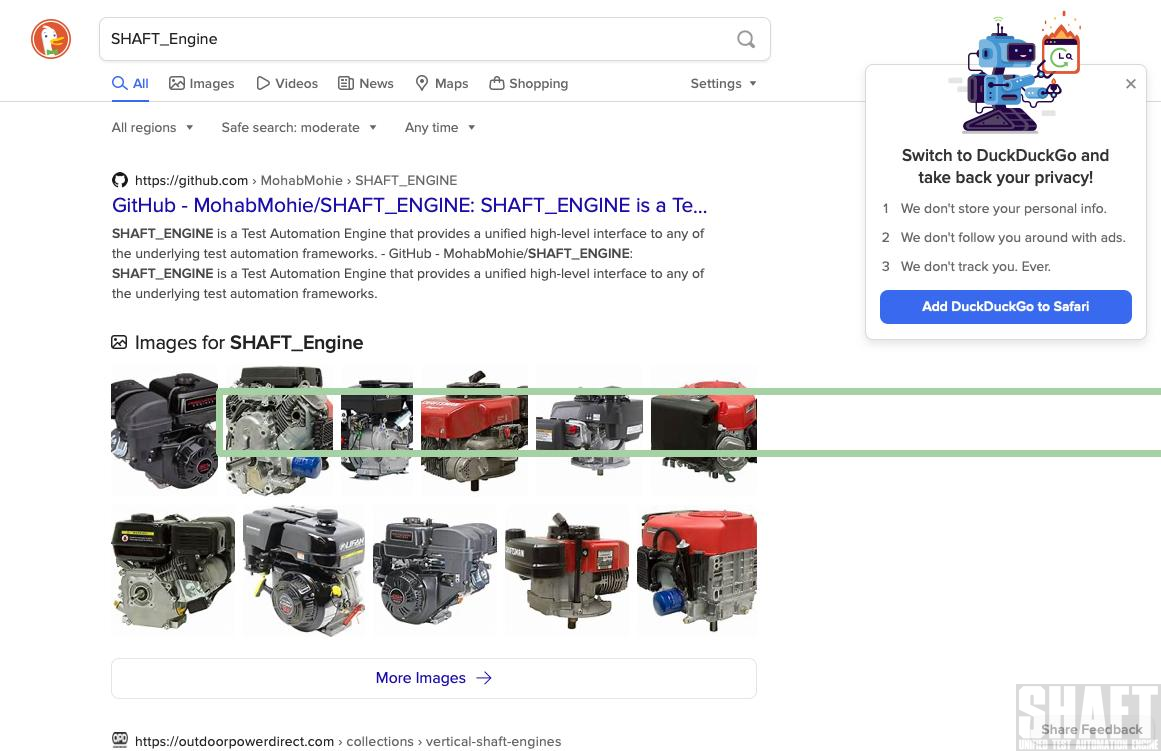 SHAFT_Engine
All
Images
Videos
News
Maps
Shopping
Settings
All regions
Safe search: moderate
Any time
https://github.com › MohabMohie › SHAFT_ENGINE
GitHub - MohabMohie/SHAFT_ENGINE: SHAFT_ENGINE is a Te...
SHAFT_ENGINE is a Test Automation Engine that provides a unified high-level interface to any of
the underlying test automation frameworks. - GitHub - MohabMohie/SHAFT_ENGINE:
SHAFT_ENGINE is a Test Automation Engine that provides a unified high-level interface to any of
the underlying test automation frameworks.
Switch to DuckDuckGo and
take back your privacy!
1 We don't store your personal info.
2 We don't follow you around with ads.
3 We don't track you. Ever.
Add DuckDuckGo to Safari
Images for SHAFT_Engine
CRAFTSMAN
LIFAN
CRAFTSMAN
More Images
https://outdoorpowerdirect.com › collections › vertical-shaft-engines
SHAFT
Share Feedback